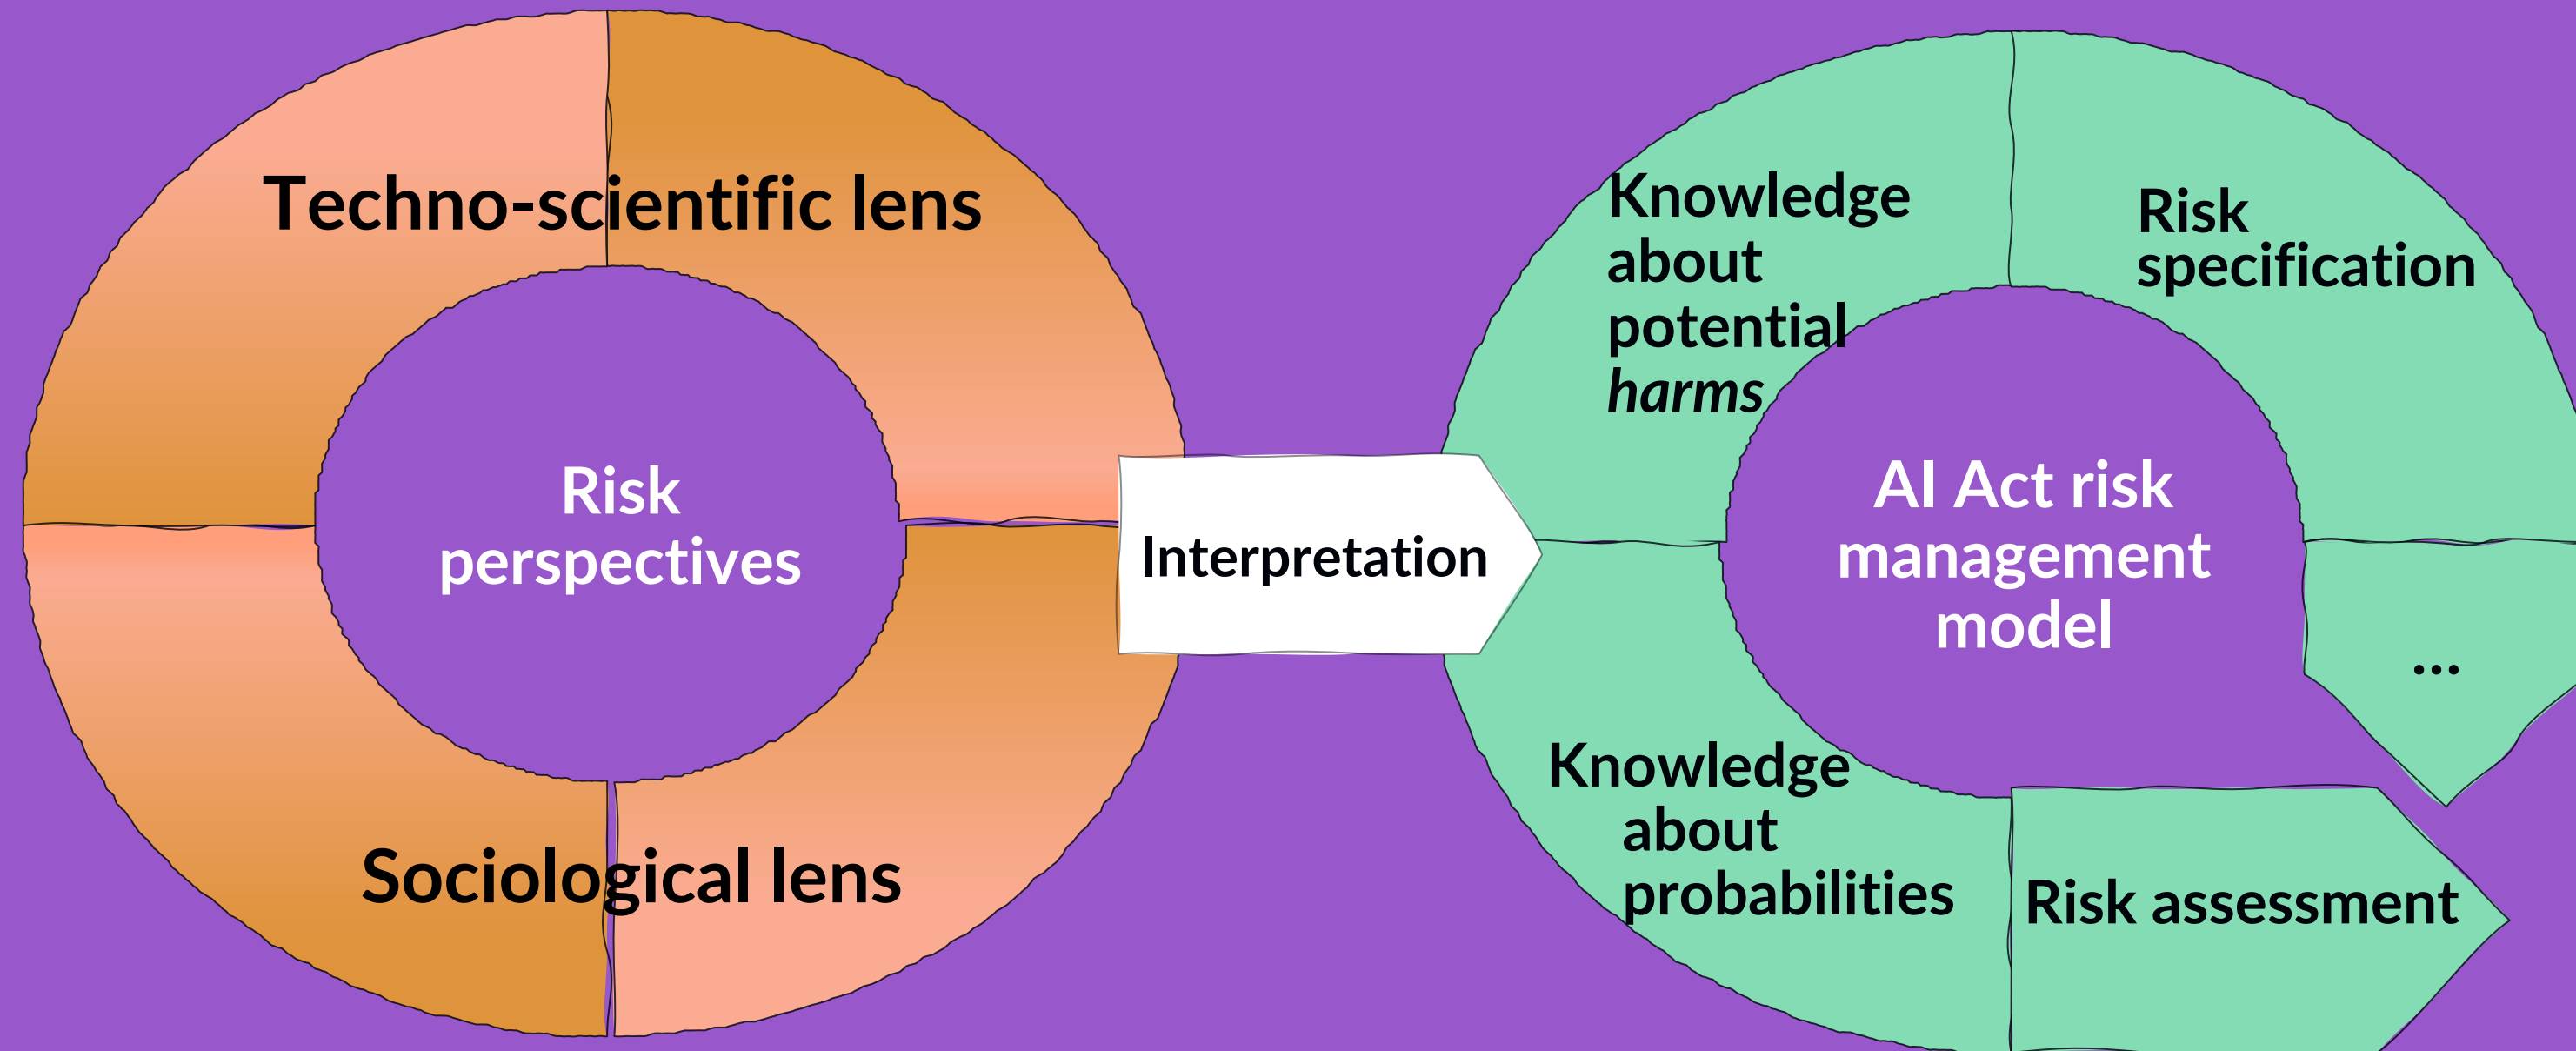 Techno-scientific lens
Risk
perspectives
Sociological lens
Interpretation
Knowledge
about
potential
harms
Risk
specification
AI Act risk
management
model
...
Knowledge
about
probabilities
Risk assessment